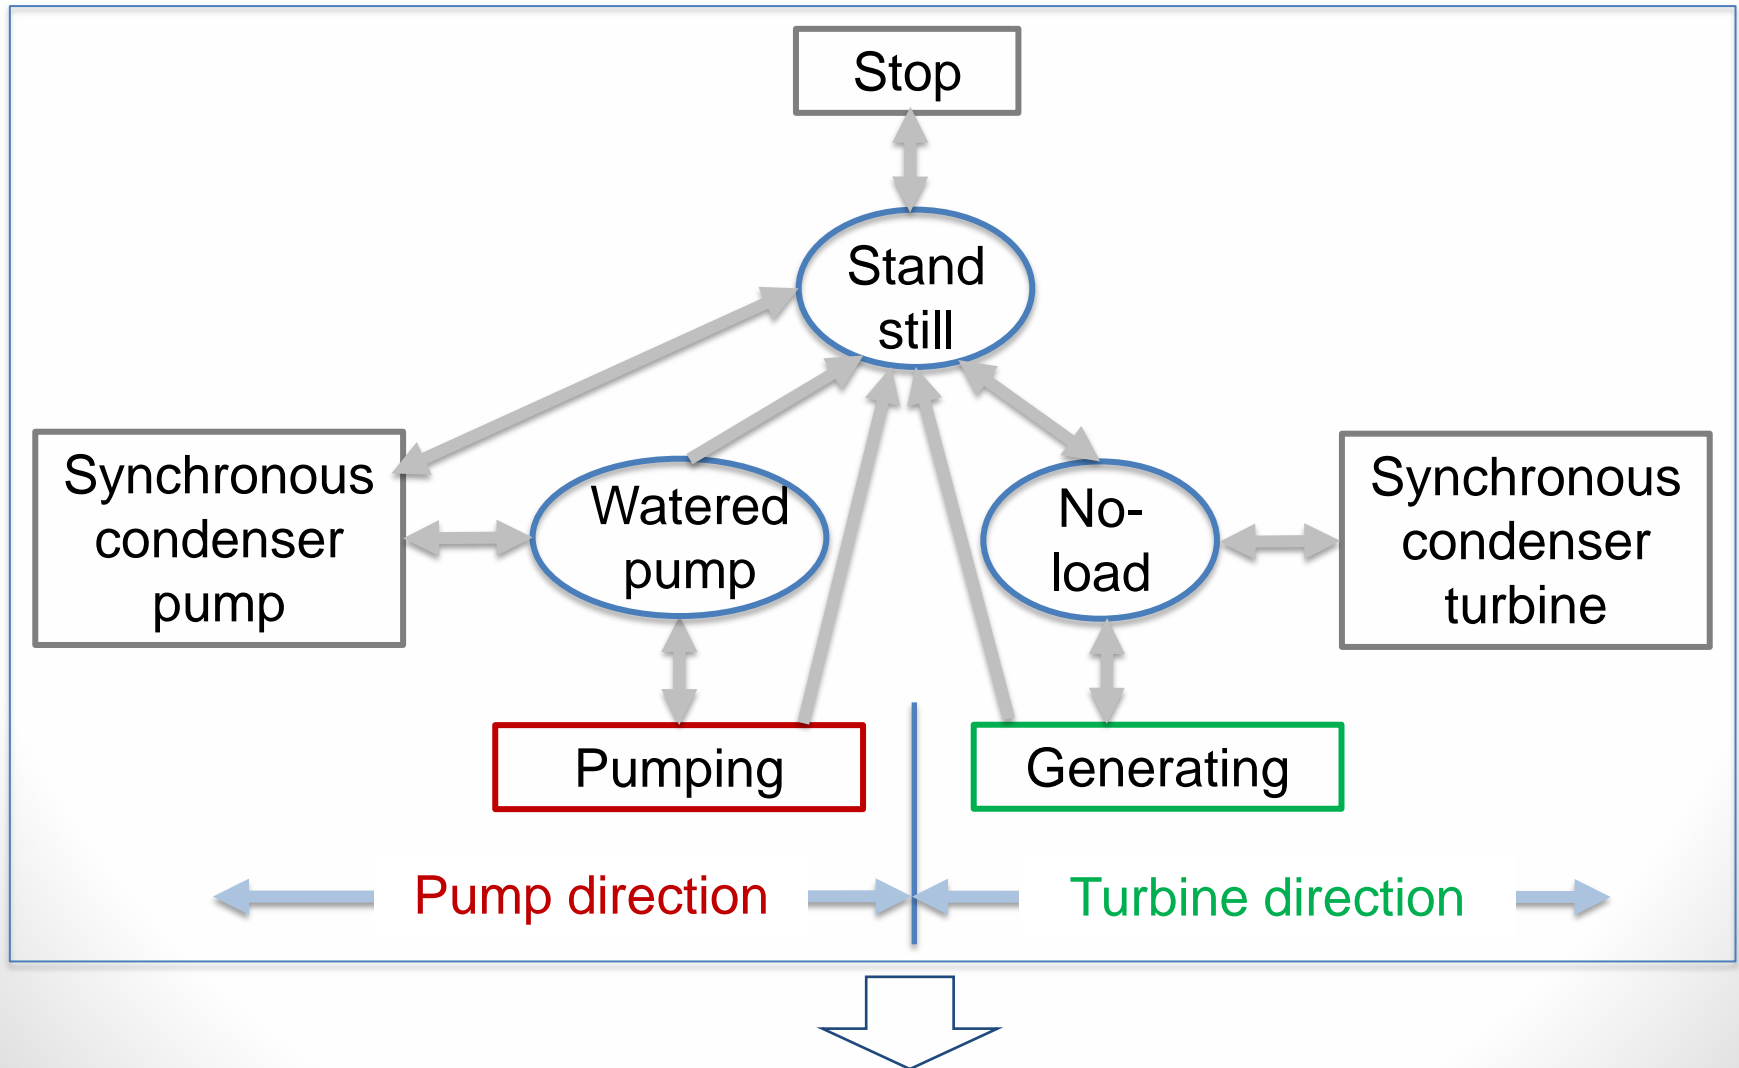 Stop
Stand
still
Synchronous
condenser
pump
Watered
pump
No-
load
Synchronous
condenser
turbine
Pumping
Generating
Pump direction
Turbine direction